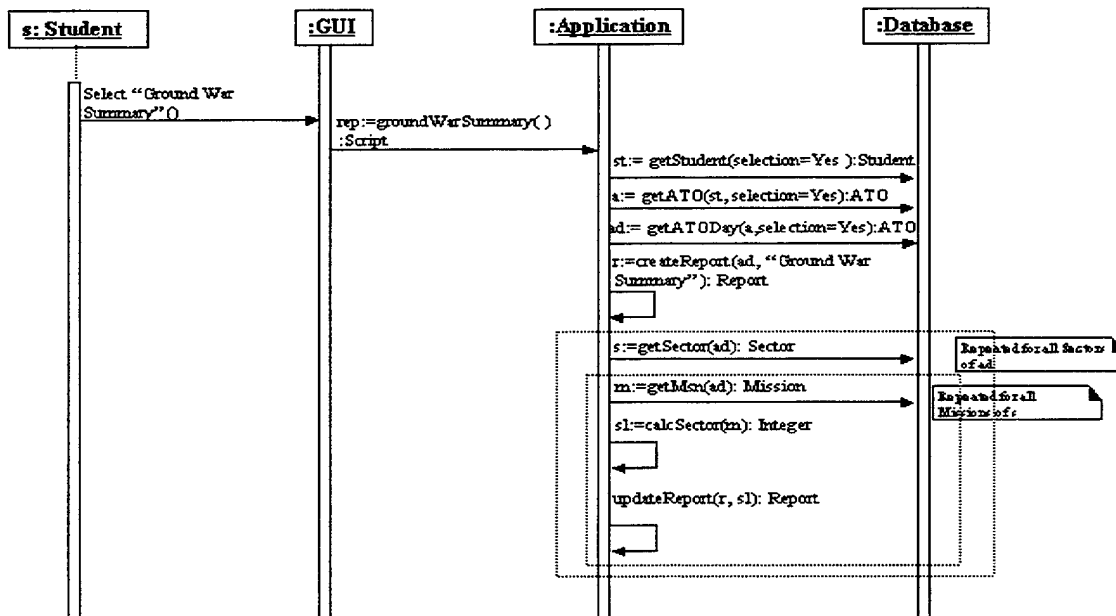 s: Student
:GUI
:Application
:Database
Select “Ground War
Summary”()
rep:=groundWarSummary( )
:Script
st:= getStudent(selection=Yes ):Student
a:= getATO(st, selection=Yes):ATO
ad:= getATODay(a,selection=Yes):ATO
r:=createReport(ad, “Ground War
Summary”): Report
s:=getSector(ad): Sector
Repeated for all Sectors
of ad
m:=getMsn(ad): Mission
Repeated for all
Missions of s
sl:=calcSector(m): Integer
updateReport(r, sl): Report